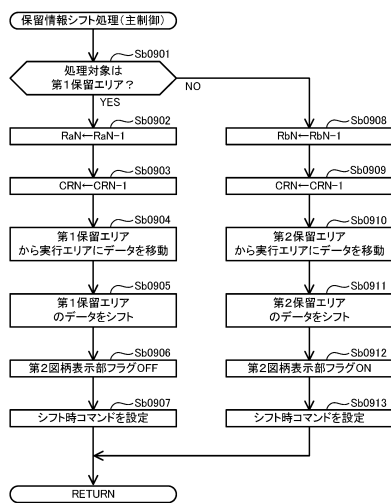 保留情報シフト処理(主制御)
Sb0901
処理対象は
第1保留エリア?
NO
YES
Sb0902
RaN←RaN-1
Sb0903
CRN←CRN-1
Sb0904
第1保留エリア
から実行エリアにデータを移動
Sb0905
第1保留エリア
のデータをシフト
Sb0906
第2図柄表示部フラグOFF
Sb0907
シフト時コマンドを設定
Sb0908
RbN←RbN-1
Sb0909
CRN←CRN-1
Sb0910
第2保留エリア
から実行エリアにデータを移動
Sb0911
第2保留エリア
のデータをシフト
Sb0912
第2図柄表示部フラグON
Sb0913
シフト時コマンドを設定
RETURN